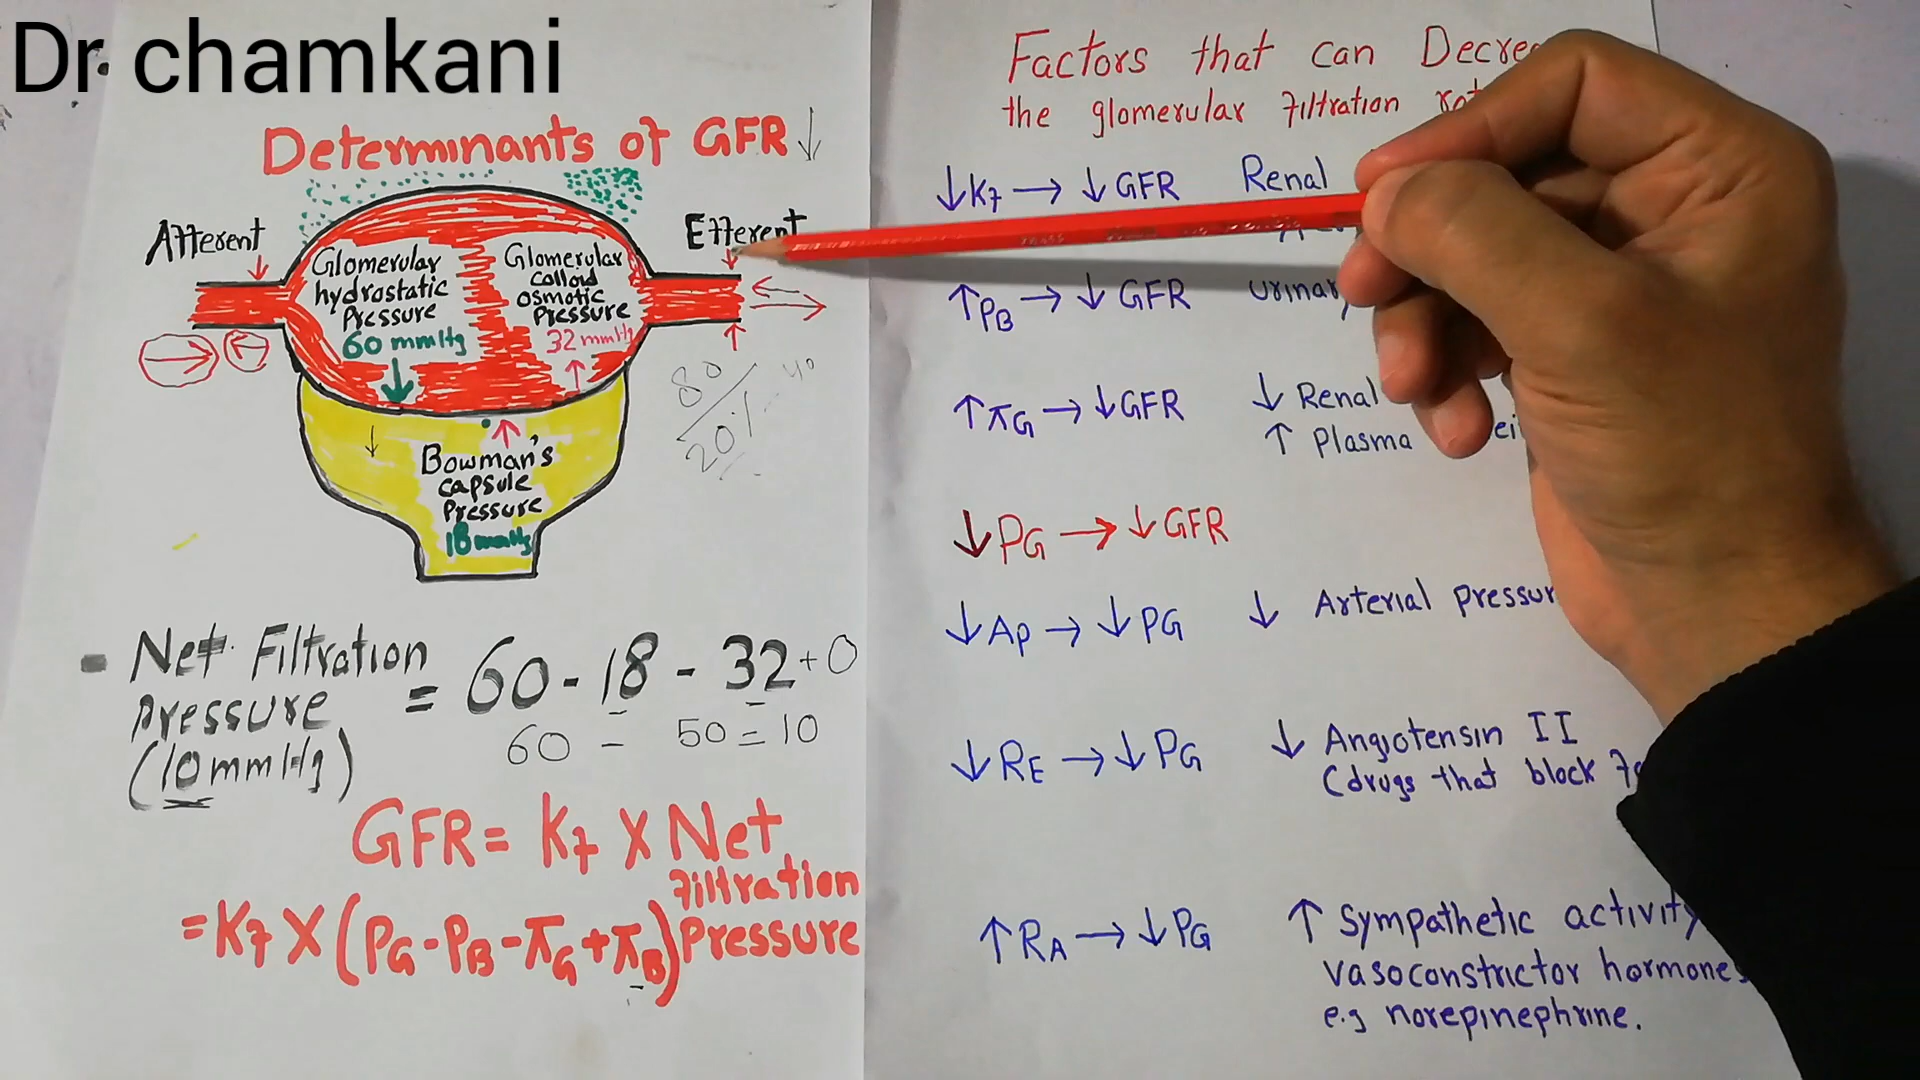 Dr chamkani
Determinants of GFR ↓
Afferent
Efferent
Glomerular
hydrostatic
Pressure
60 mmHg
Glomerular
colloid
osmotic
Pressure
32 mmHg
Bowman's
capsule
Pressure
18 mmHg
80
20%
40
- Net Filtration
Pressure
(10 mmHg)
= 60 - 18 - 32 + 0
60 - 50 = 10
GFR = Kf X Net
filtration
Pressure
= Kf X (PG - PB - πG + πB)
Factors that can
the glomerular filtration
↓ Kf → ↓ GFR Renal
↑ PB → ↓ GFR
↑ πG → ↓ GFR ↓ Renal
↑ Plasma
↓ PG → ↓ GFR
↓ Ap → ↓ PG ↓ Arterial
↓ RE → ↓ PG ↓ Angiotensin II
(drugs that block
↑ RA → ↓ PG ↑ Sympathetic activity
vasoconstrictor hormones
e.g norepinephrine.